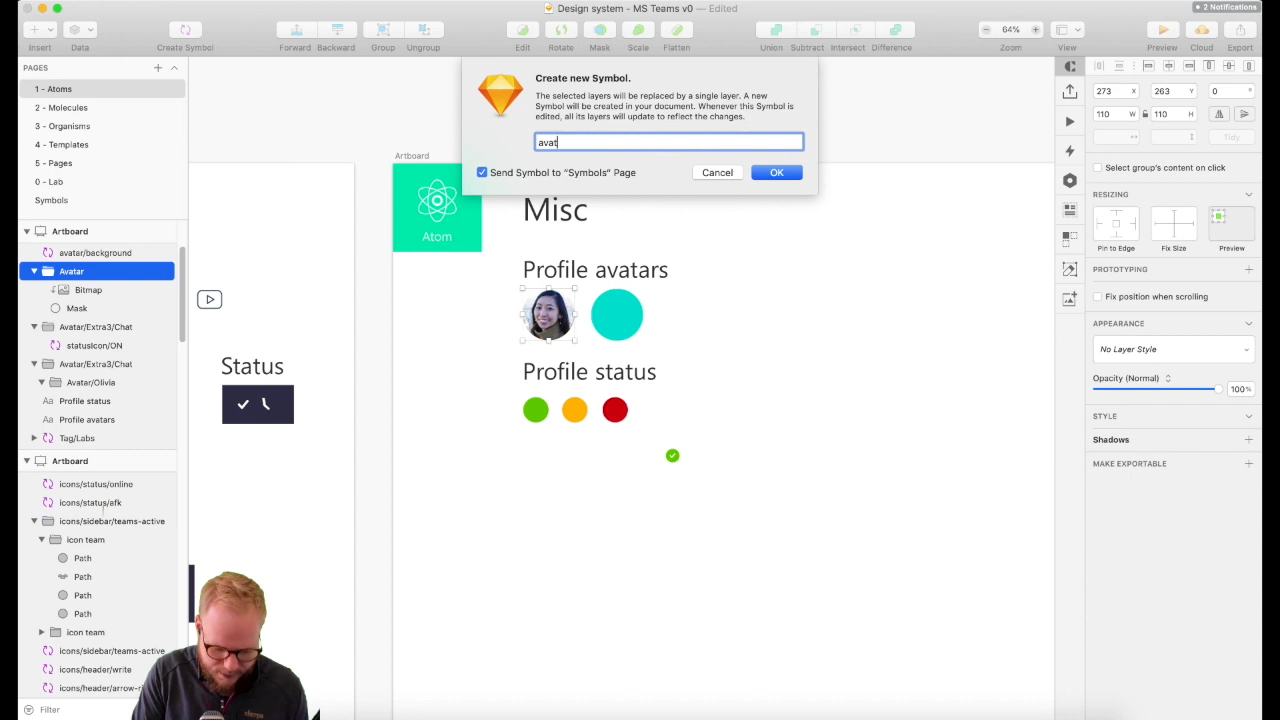 Design system - MS Teams v0 — Edited
2 Notifications
Insert
Data
Create Symbol
Forward
Backward
Group
Ungroup
Edit
Rotate
Mask
Scale
Flatten
Union
Subtract
Intersect
Difference
64%
Zoom
View
Preview
Cloud
Export
PAGES
1 - Atoms
2 - Molecules
3 - Organisms
4 - Templates
5 - Pages
0 - Lab
Symbols
Artboard
avatar/background
Avatar
Bitmap
Mask
Avatar/Extra3/Chat
statusIcon/ON
Avatar/Extra3/Chat
Avatar/Olivia
Aa Profile status
Aa Profile avatars
Tag/Labs
Artboard
icons/status/online
icons/status/afk
icons/sidebar/teams-active
icon team
Path
Path
Path
Path
icon team
icons/sidebar/teams-active
icons/header/write
Filter
Status
Create new Symbol.
The selected layers will be replaced by a single layer. A new
Symbol will be created in your document. Whenever this Symbol is
edited, all its layers will update to reflect the changes.
avat
Send Symbol to “Symbols” Page
Cancel
OK
Artboard
Atom
Misc
Profile avatars
Profile status
273 X
263 Y
0 °
110 W
110 H
Tidy
Select group's content on click
RESIZING
Pin to Edge
Fix Size
Preview
PROTOTYPING
Fix position when scrolling
APPEARANCE
No Layer Style
Opacity (Normal)
100%
STYLE
Shadows
MAKE EXPORTABLE